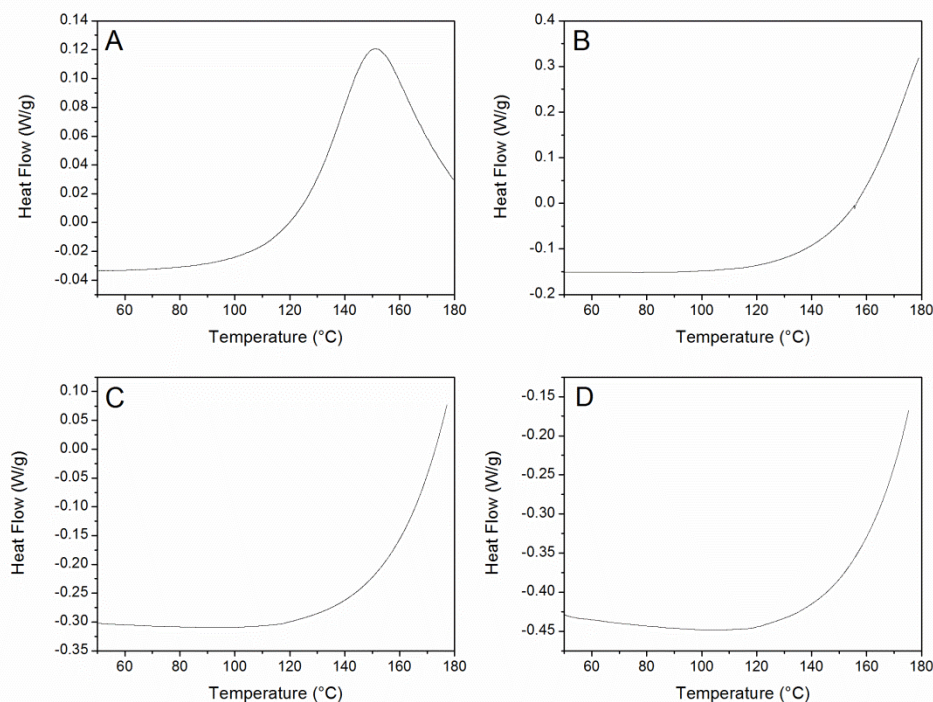 A
Heat Flow (W/g)
0.14
0.12
0.10
0.08
0.06
0.04
0.02
0.00
-0.02
-0.04
60 80 100 120 140 160 180
Temperature (°C)
B
Heat Flow (W/g)
0.4
0.3
0.2
0.1
0.0
-0.1
-0.2
60 80 100 120 140 160 180
Temperature (°C)
C
Heat Flow (W/g)
0.10
0.05
0.00
-0.05
-0.10
-0.15
-0.20
-0.25
-0.30
-0.35
60 80 100 120 140 160 180
Temperature (°C)
D
Heat Flow (W/g)
-0.15
-0.20
-0.25
-0.30
-0.35
-0.40
-0.45
60 80 100 120 140 160 180
Temperature (°C)